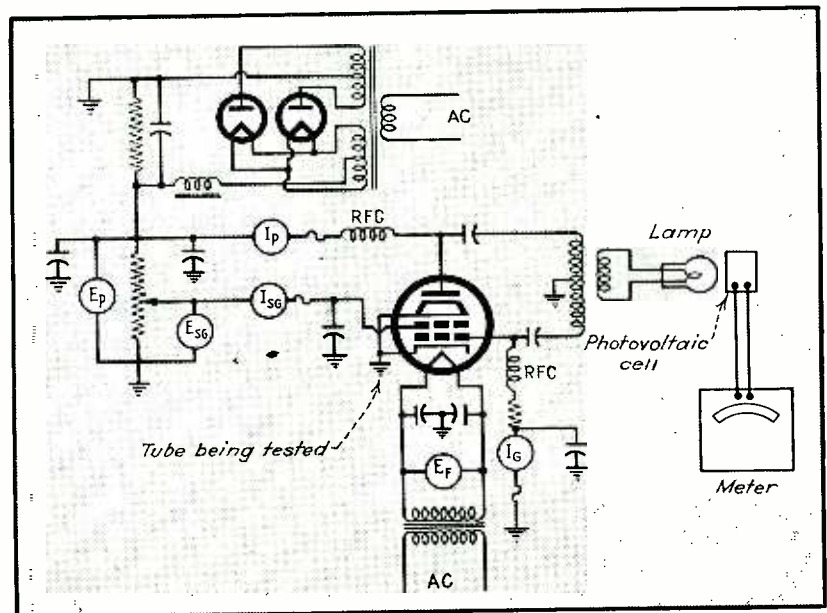 AC
RFC
Lamp
IP
EP
ISG
ESG
Photovoltaic
cell
RFC
Tube being tested
EF
IG
Meter
AC